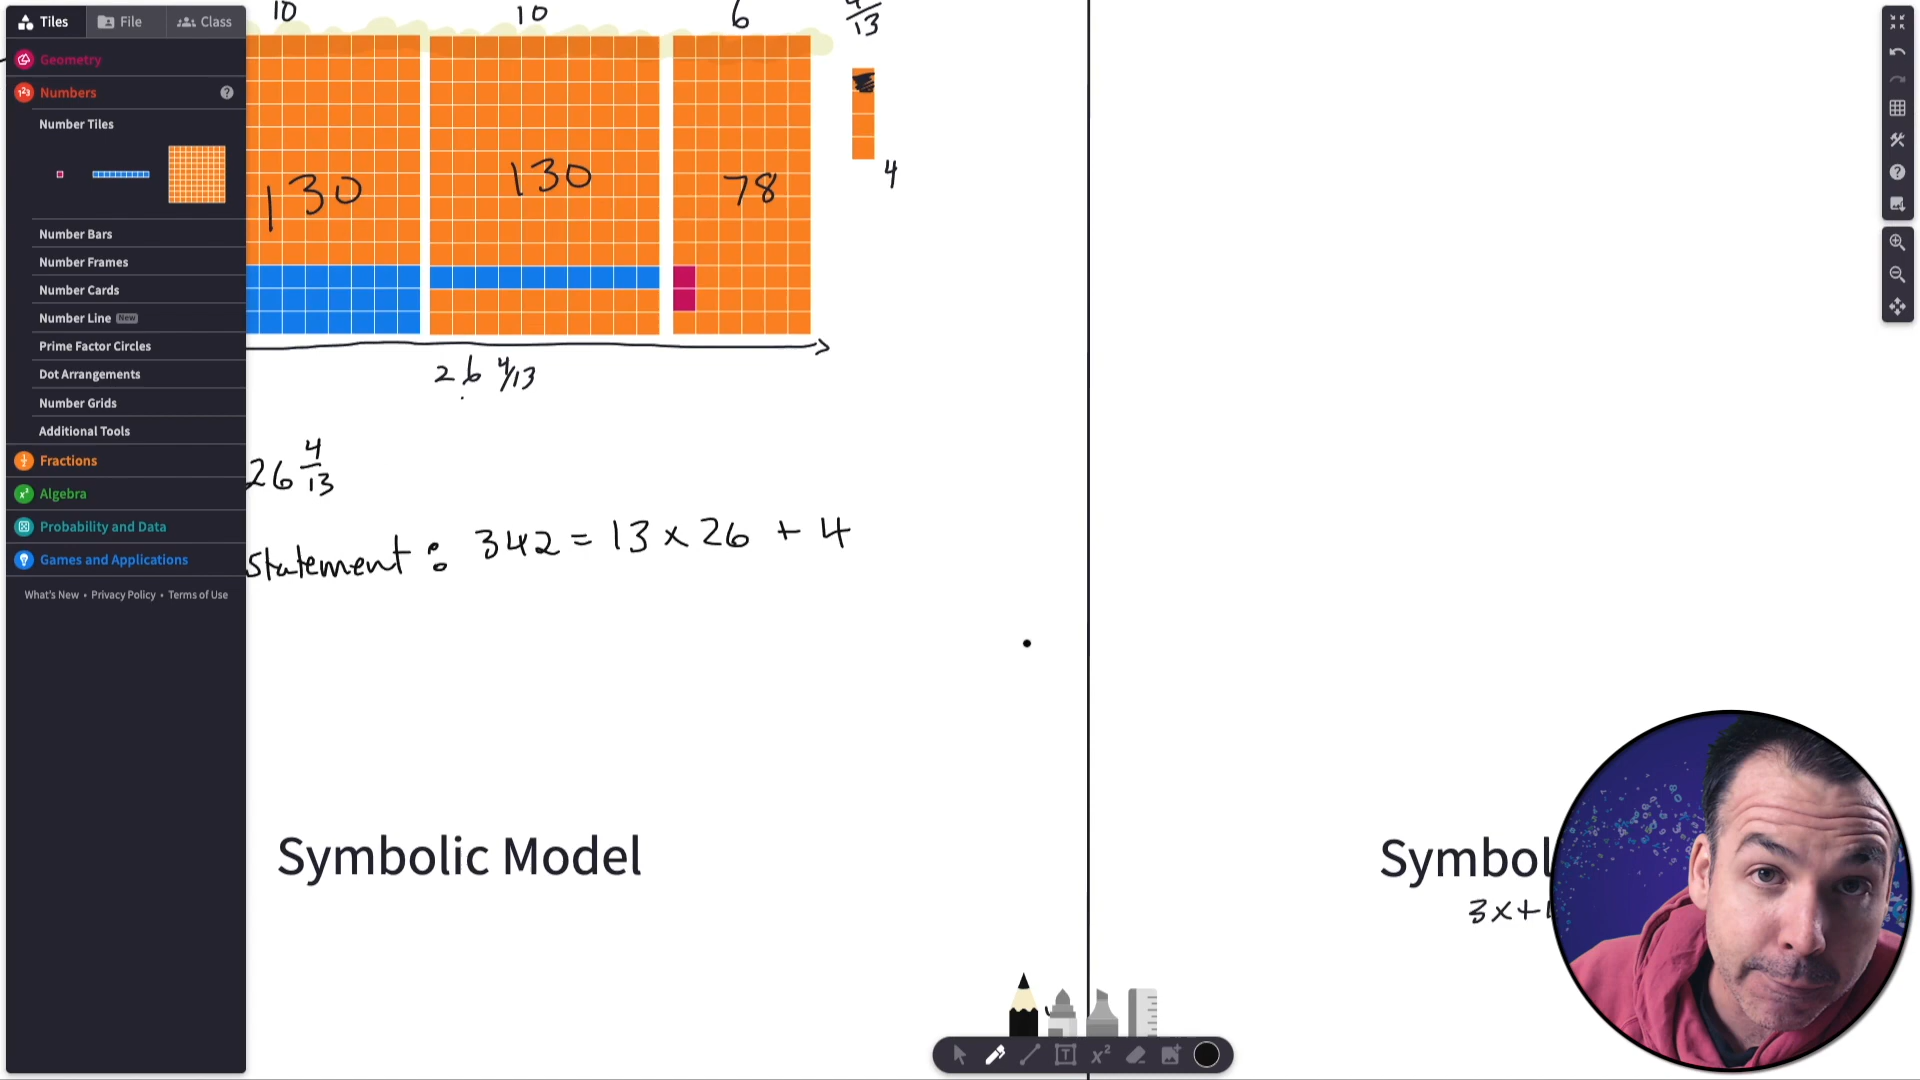 Tiles
File
Class
Geometry
Numbers
Number Tiles
Number Bars
Number Frames
Number Cards
Number Line New
Prime Factor Circles
Dot Arrangements
Number Grids
Additional Tools
Fractions
Algebra
Probability and Data
Games and Applications
What's New • Privacy Policy • Terms of Use
10 10 6 4/13
130 130 78
4
26 4/13
26 4/13
statement : 342 = 13 x 26 + 4
Symbolic Model
Symbol
3x+